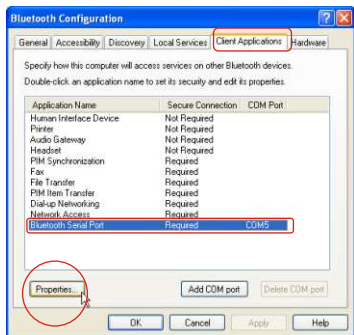 Bluetooth Configuration
General Accessibility Discovery Local Services Client Applications Hardware
Specify how this computer will access services on other Bluetooth devices.
Double-click an application name to set its security and edit its properties.
Application Name Secure Connection COM Port
Human Interface Device Not Required
Printer Not Required
Audio Gateway Not Required
Headset Not Required
PIM Synchronization Required
Fax Required
File Transfer Required
PIM Item Transfer Required
Dial-up Networking Required
Network Access Required
Bluetooth Serial Port Required COM5
Properties... Add COM port Delete COM port
OK Cancel Apply Help